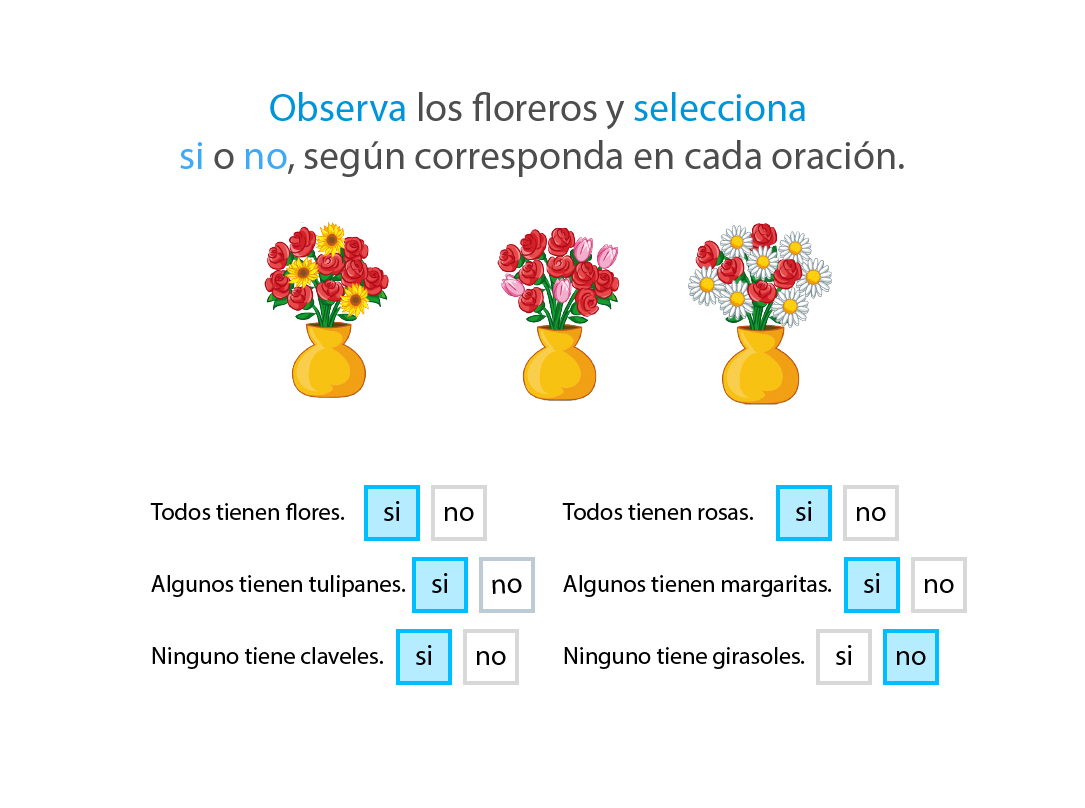 Observa los floreros y selecciona
si o no, según corresponda en cada oración.
Todos tienen flores. si no
Todos tienen rosas. si no
Algunos tienen tulipanes. si no
Algunos tienen margaritas. si no
Ninguno tiene claveles. si no
Ninguno tiene girasoles. si no